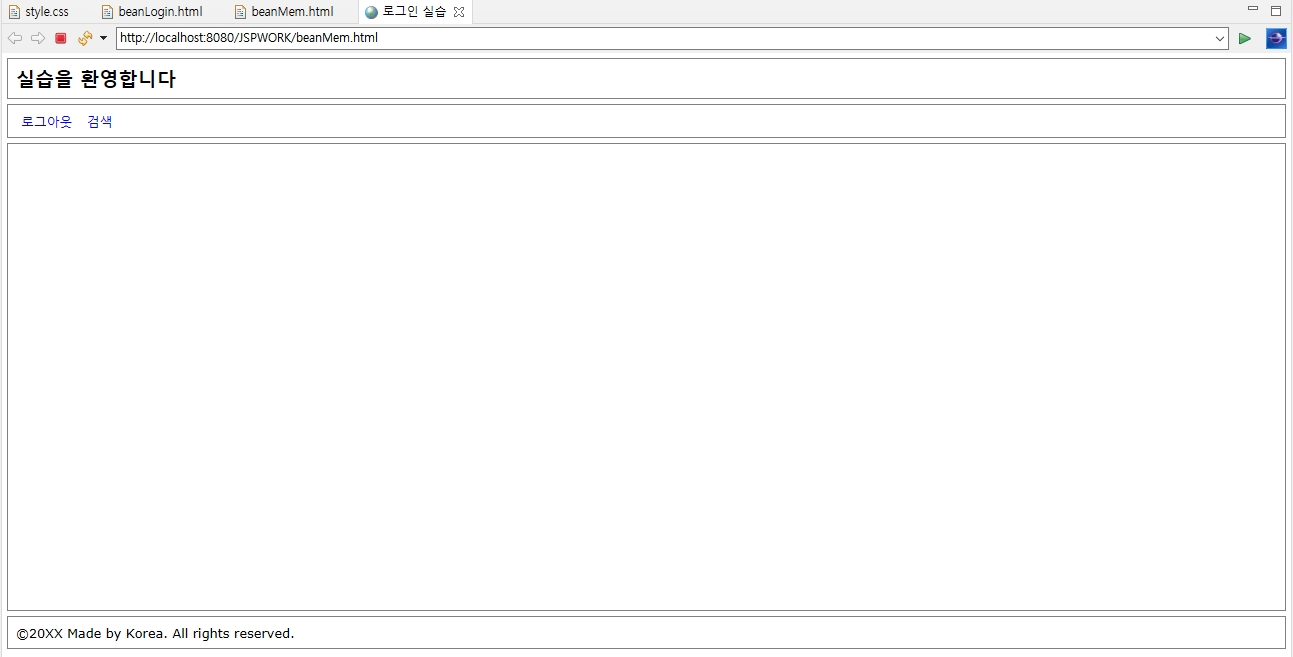 style.css beanLogin.html beanMem.html 로그인 실습
http://localhost:8080/JSPWORK/beanMem.html
실습을 환영합니다
로그아웃 검색
©20XX Made by Korea. All rights reserved.